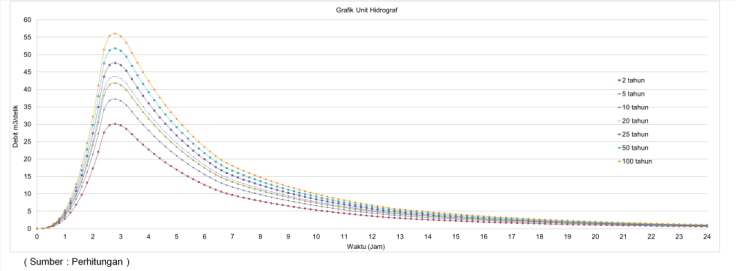 Grafik Unit Hidrograf
60
55
50
45
40
35
30
25
20
15
10
5
0
Debit m3/detik
2 tahun
5 tahun
10 tahun
20 tahun
25 tahun
50 tahun
100 tahun
0 1 2 3 4 5 6 7 8 9 10 11 12 13 14 15 16 17 18 19 20 21 22 23 24
Waktu (Jam)
( Sumber : Perhitungan )